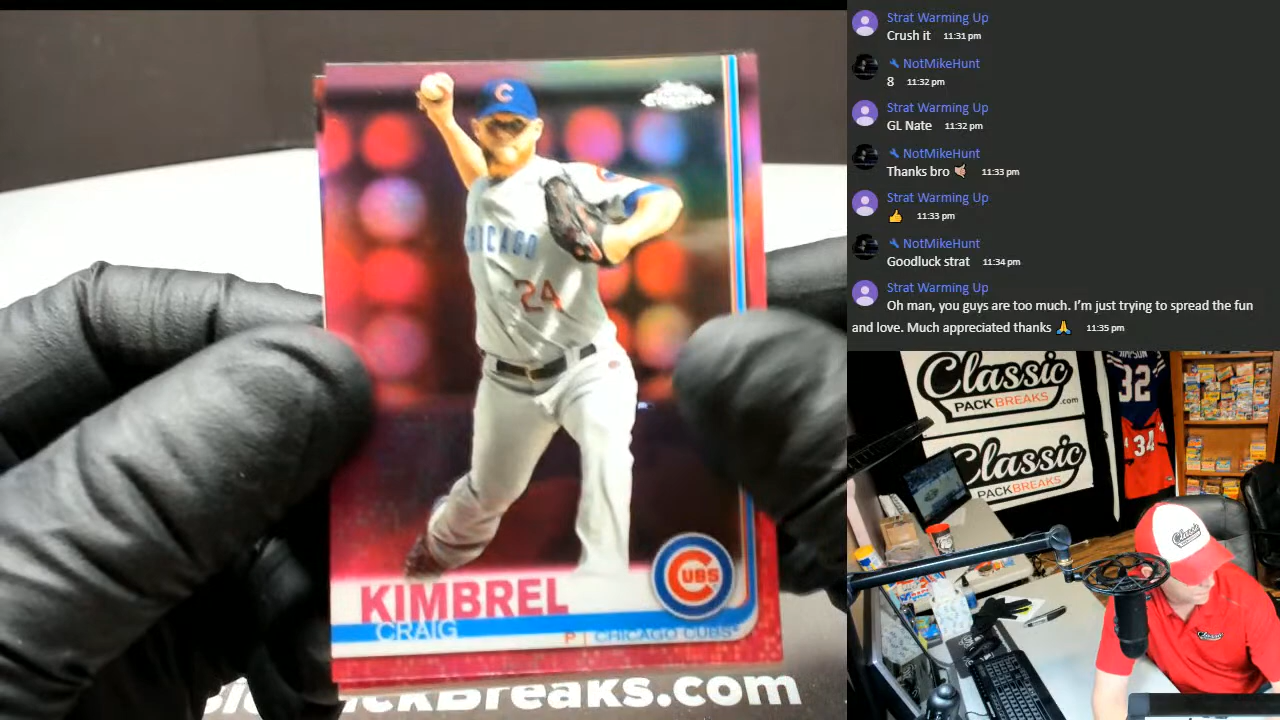 Strat Warming Up
Crush it 11:31 pm
NotMikeHunt
8 11:32 pm
Strat Warming Up
GL Nate 11:32 pm
NotMikeHunt
Thanks bro 11:33 pm
Strat Warming Up
👍 11:33 pm
NotMikeHunt
Goodluck strat 11:34 pm
Strat Warming Up
Oh man, you guys are too much. I'm just trying to spread the fun
and love. Much appreciated thanks 🙏 11:35 pm
C
CHICAGO
24
CUBS
KIMBREL
CRAIG
P | CHICAGO CUBS
Breaks.com
Classic
PACKBREAKS.com
Classic
PACKBREAKS
32
34
Classic